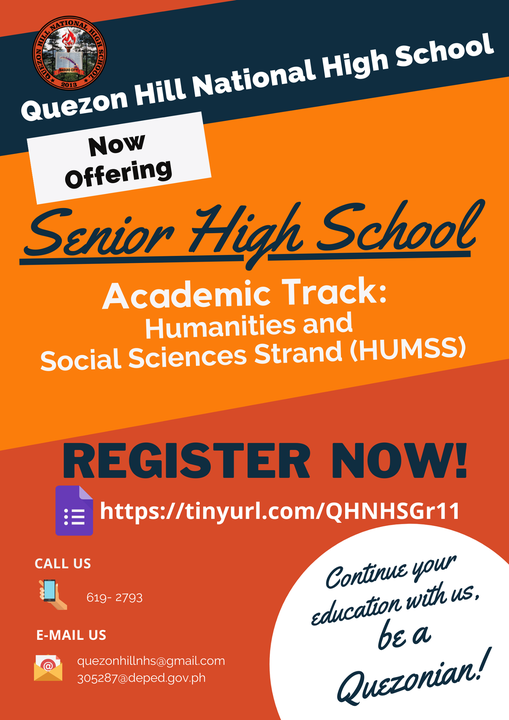 QUEZON HILL NATIONAL HIGH SCHOOL
2012
Quezon Hill National High School
Now
Offering
Senior High School
Academic Track:
Humanities and
Social Sciences Strand (HUMSS)
REGISTER NOW!
https://tinyurl.com/QHNHSGr11
CALL US
619- 2793
E-MAIL US
quezonhillnhs@gmail.com
305287@deped.gov.ph
Continue your
education with us,
be a
Quezonian!